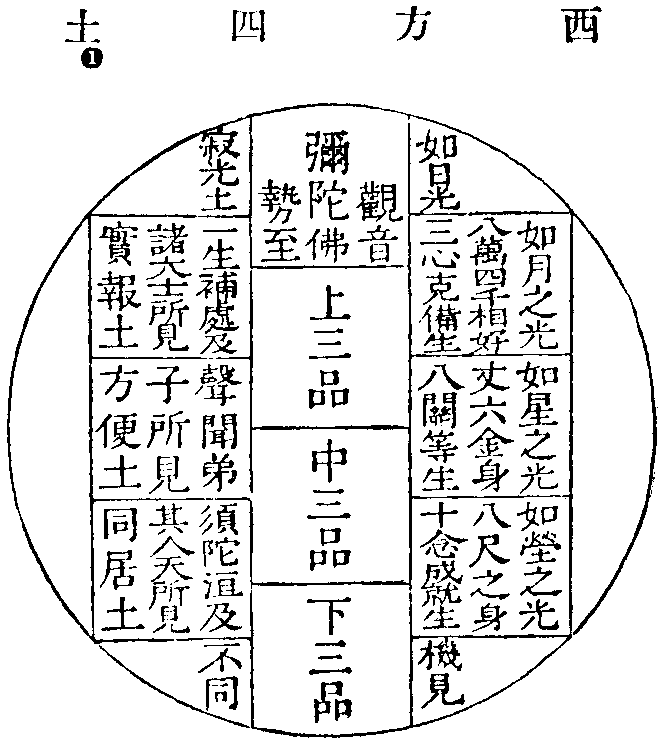 西方四土
❶
如日光
如月之光
八萬四千相好
三心克備生
如星之光
丈六金身
八關等生
如螢之光
八尺之身
十念成就生
機見
彌陀佛
觀音
勢至
上三品
中三品
下三品
寂光土
一生補處及
諸大士所見
實報土
聲聞弟
子所見
方便土
須陀洹及
其人天所見
同居土
不同